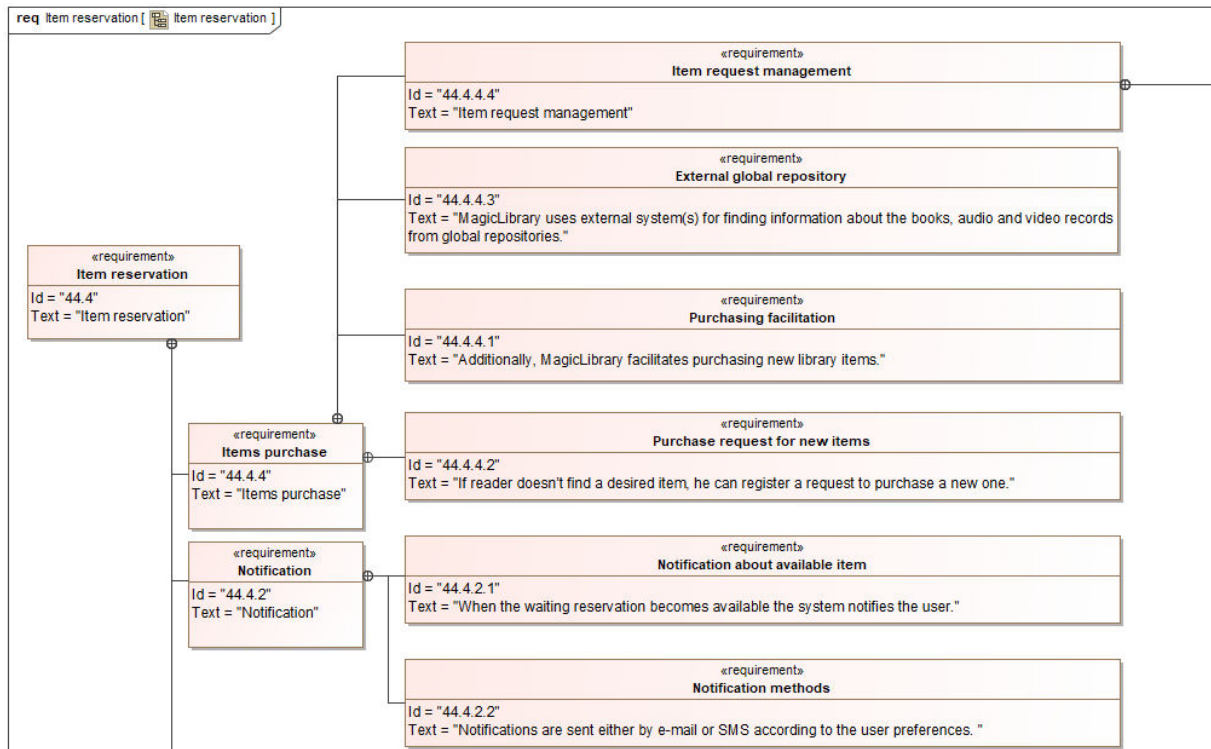 req Item reservation [ Item reservation ]
«requirement»
Item request management
Id = "44.4.4.4"
Text = "Item request management"
«requirement»
External global repository
Id = "44.4.4.3"
Text = "MagicLibrary uses external system(s) for finding information about the books, audio and video records
from global repositories."
«requirement»
Item reservation
Id = "44.4"
Text = "Item reservation"
«requirement»
Purchasing facilitation
Id = "44.4.4.1"
Text = "Additionally, MagicLibrary facilitates purchasing new library items."
«requirement»
Items purchase
Id = "44.4.4"
Text = "Items purchase"
«requirement»
Purchase request for new items
Id = "44.4.4.2"
Text = "If reader doesn't find a desired item, he can register a request to purchase a new one."
«requirement»
Notification
Id = "44.4.2"
Text = "Notification"
«requirement»
Notification about available item
Id = "44.4.2.1"
Text = "When the waiting reservation becomes available the system notifies the user."
«requirement»
Notification methods
Id = "44.4.2.2"
Text = "Notifications are sent either by e-mail or SMS according to the user preferences. "